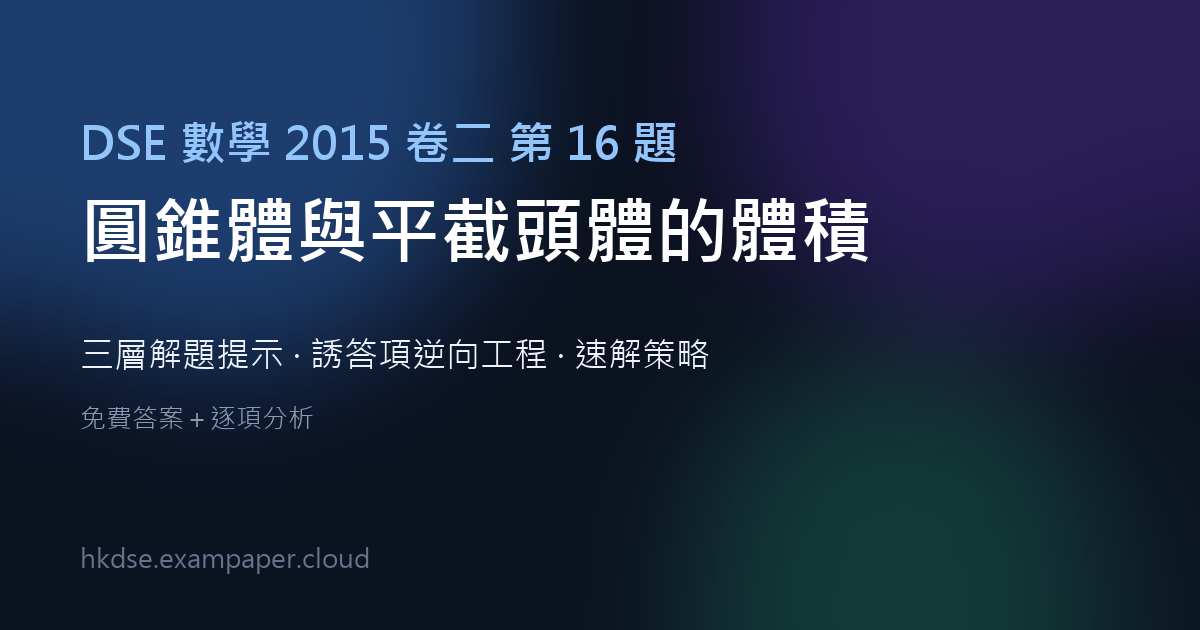 DSE 數學 2015 卷二 第 16 題
圓錐體與平截頭體的體積
三層解題提示 · 誘答項逆向工程 · 速解策略
免費答案 + 逐項分析
hkdse.exampaper.cloud